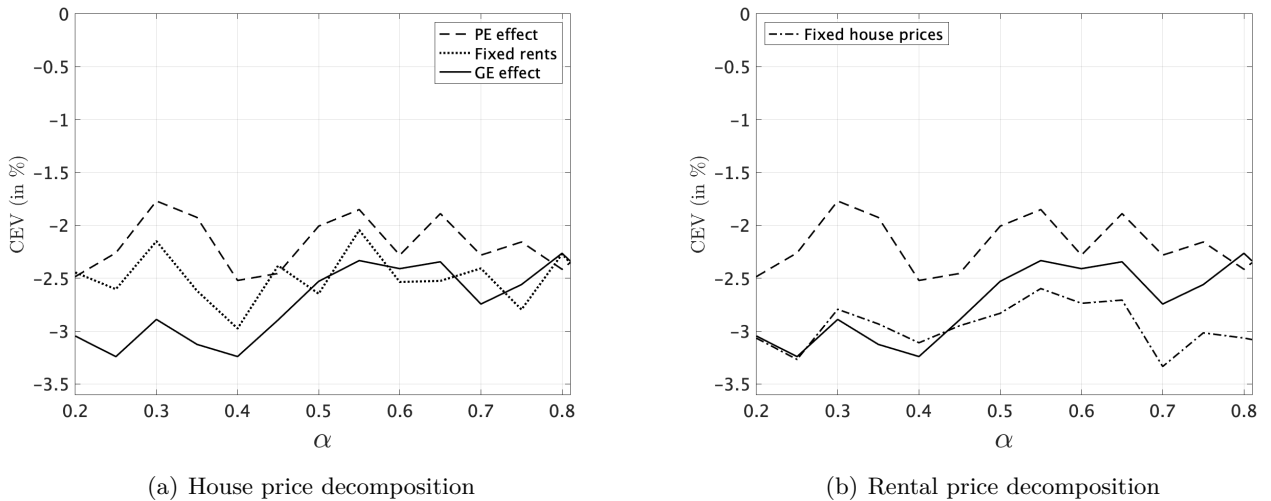 0
−0.5
−1
−1.5
−2
−2.5
−3
−3.5
CEV (in %)
PE effect
Fixed rents
GE effect
0.2 0.3 0.4 0.5 0.6 0.7 0.8
α
(a) House price decomposition
0
−0.5
−1
−1.5
−2
−2.5
−3
−3.5
CEV (in %)
Fixed house prices
0.2 0.3 0.4 0.5 0.6 0.7 0.8
α
(b) Rental price decomposition